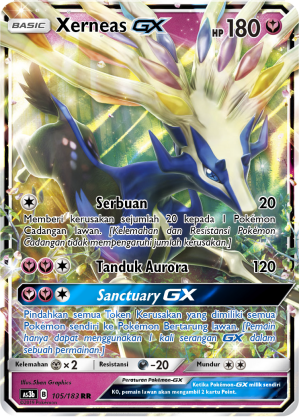 BASIC Xerneas GX HP 180
Serbuan 20
Memberi kerusakan sejumlah 20 kepada 1 Pokémon
Cadangan lawan. [Kelemahan dan Resistansi Pokémon
Cadangan tidak mempengaruhi jumlah kerusakan.]
Tanduk Aurora 120
Sanctuary GX
Pindahkan semua Token Kerusakan yang dimiliki semua
Pokémon sendiri ke Pokémon Bertarung lawan. [Pemain
hanya dapat menggunakan 1 kali serangan GX dalam
sebuah permainan.]
Kelemahan ×2 Resistansi -20 Mundur
Illus. Shen Graphics
Peraturan Pokémon-GX
AS3b B 105/183 RR
Ketika Pokémon-GX milik sendiri
KO, pemain lawan akan mengambil 2 kartu Point.